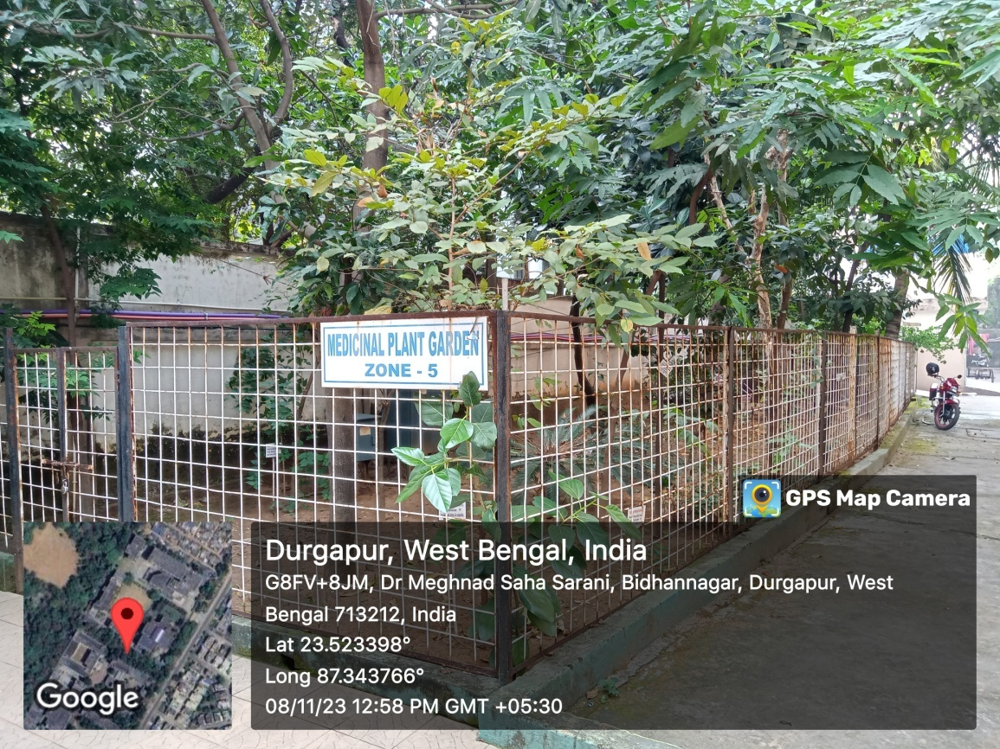 MEDICINAL PLANT GARDEN
ZONE - 5
GPS Map Camera
Durgapur, West Bengal, India
G8FV+8JM, Dr Meghnad Saha Sarani, Bidhannagar, Durgapur, West
Bengal 713212, India
Lat 23.523398°
Long 87.343766°
08/11/23 12:58 PM GMT +05:30
Google